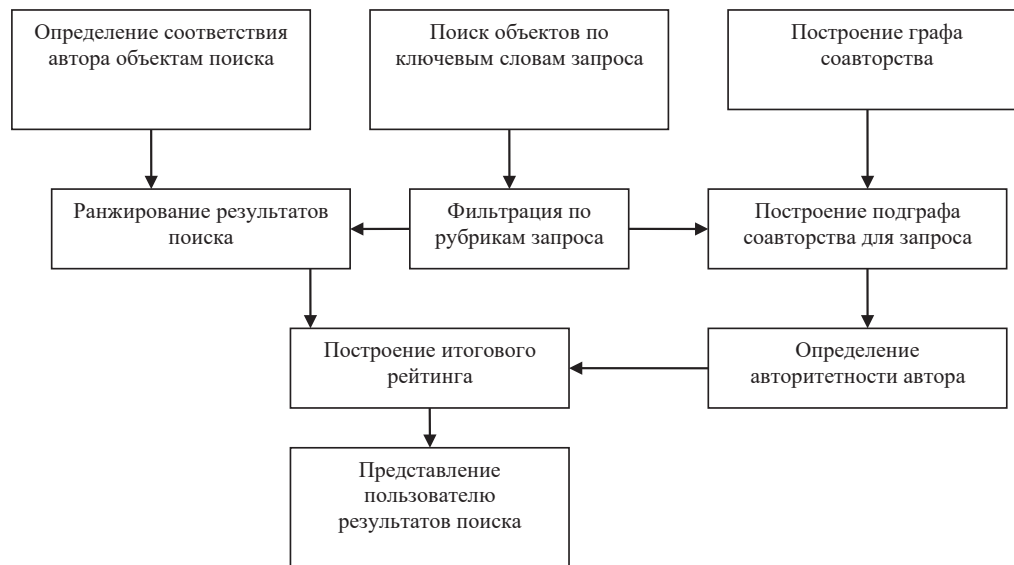 Определение соответствия
автора объектам поиска
Поиск объектов по
ключевым словам запроса
Построение графа
соавторства
Ранжирование результатов
поиска
Фильтрация по
рубрикам запроса
Построение подграфа
соавторства для запроса
Построение итогового
рейтинга
Определение
авторитетности автора
Представление
пользователю
результатов поиска